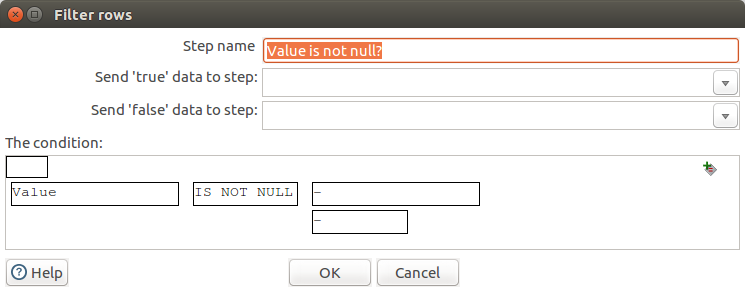 Filter rows
Step name Value is not null?
Send 'true' data to step:
Send 'false' data to step:
The condition:
Value IS NOT NULL -
-
Help OK Cancel